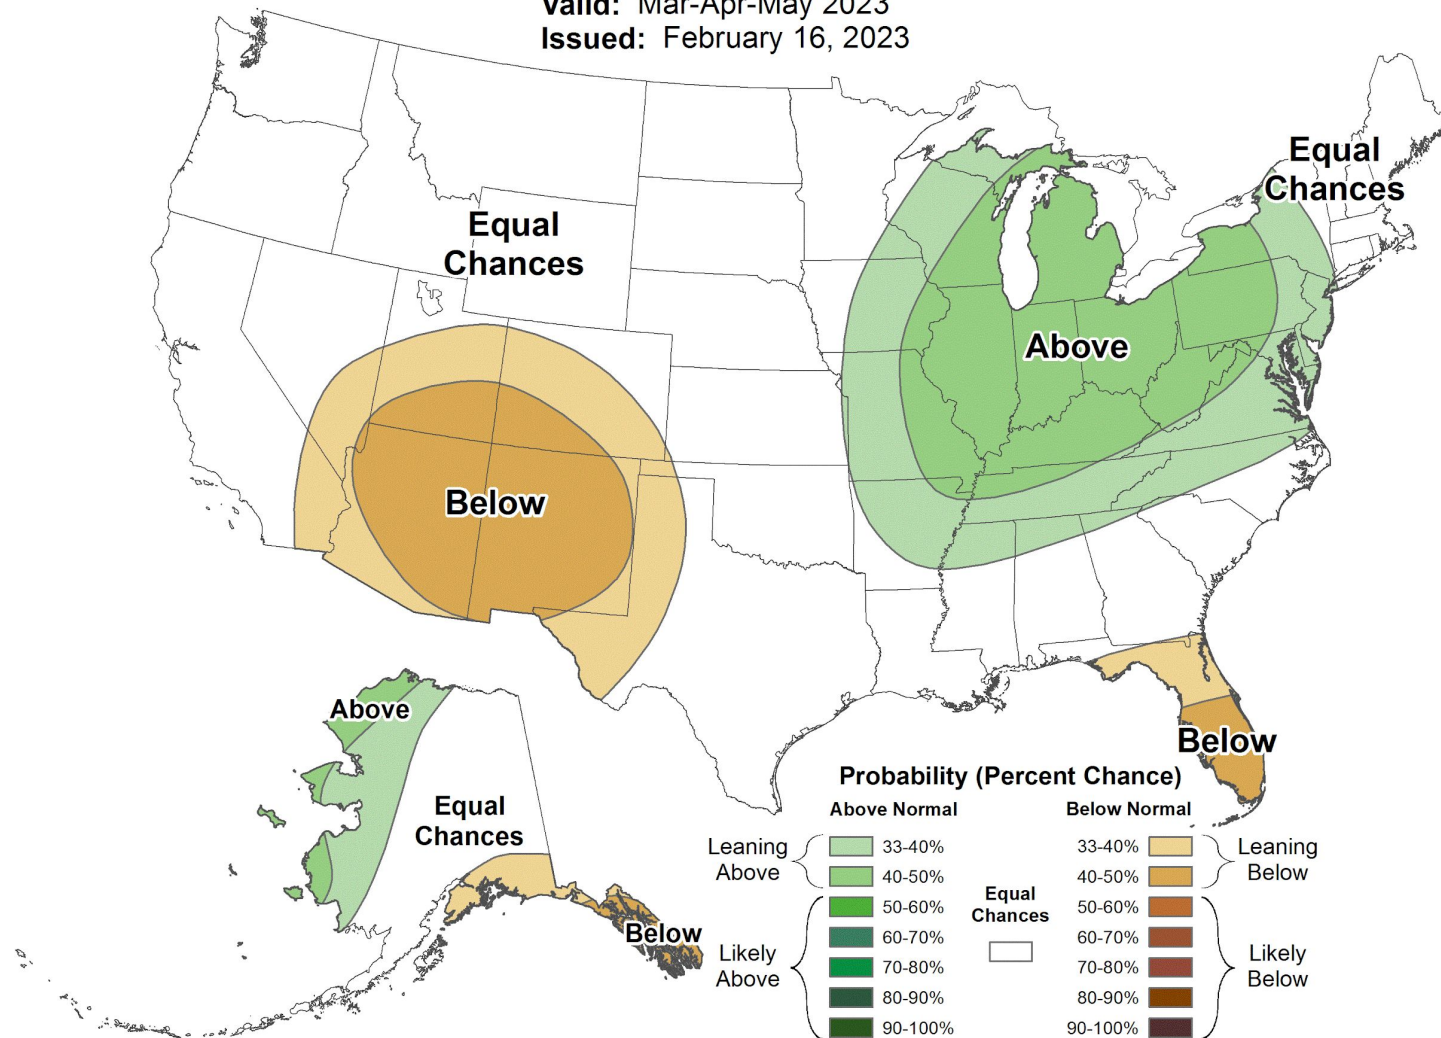 Valid: Mar-Apr-May 2023
Issued: February 16, 2023
Equal
Chances
Equal
Chances
Above
Below
Above
Equal
Chances
Below
Below
Probability (Percent Chance)
Above Normal
Below Normal
Leaning
Above
33-40%
40-50%
Likely
Above
50-60%
60-70%
70-80%
80-90%
90-100%
Equal
Chances
33-40%
40-50%
Leaning
Below
50-60%
60-70%
70-80%
80-90%
90-100%
Likely
Below